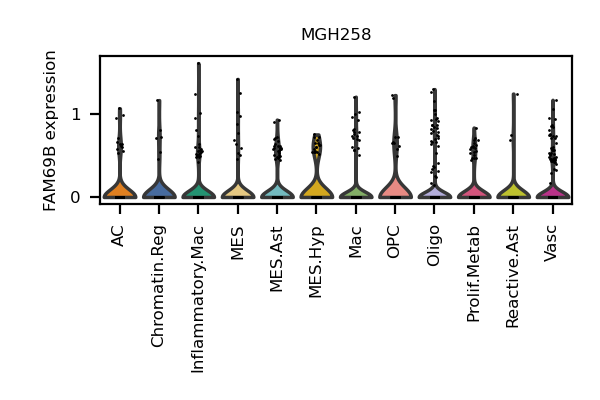 MGH258
FAM69B expression
1
0
AC
Chromatin.Reg
Inflammatory.Mac
MES
MES.Ast
MES.Hyp
Mac
OPC
Oligo
Prolif.Metab
Reactive.Ast
Vasc